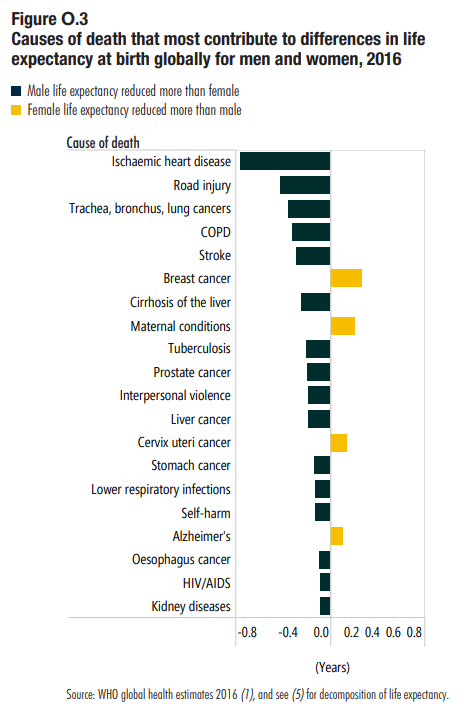 Figure O.3
Causes of death that most contribute to differences in life
expectancy at birth globally for men and women, 2016
Male life expectancy reduced more than female
Female life expectancy reduced more than male
Cause of death
Ischaemic heart disease
Road injury
Trachea, bronchus, lung cancers
COPD
Stroke
Breast cancer
Cirrhosis of the liver
Maternal conditions
Tuberculosis
Prostate cancer
Interpersonal violence
Liver cancer
Cervix uteri cancer
Stomach cancer
Lower respiratory infections
Self-harm
Alzheimer's
Oesophagus cancer
HIV/AIDS
Kidney diseases
-0.8 -0.4 0.0 0.2 0.4 0.6 0.8
(Years)
Source: WHO global health estimates 2016 (1), and see (5) for decomposition of life expectancy.